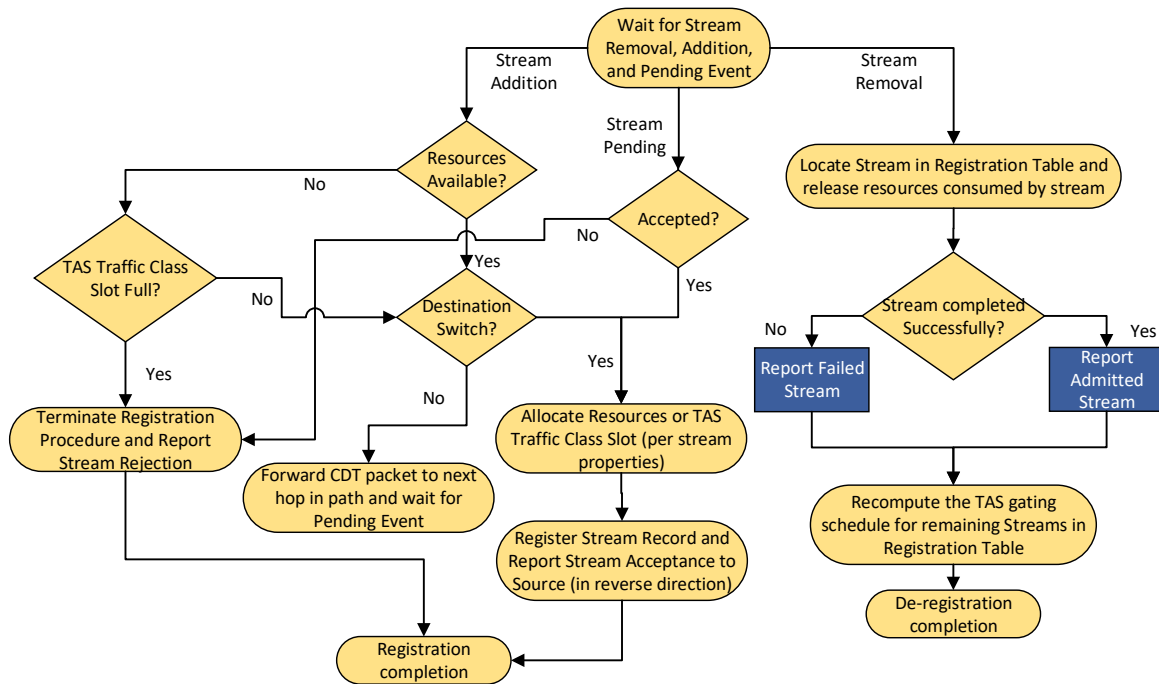 Wait for Stream
Removal, Addition,
and Pending Event
Stream
Addition
Stream
Pending
Stream
Removal
Resources
Available?
No
Yes
Accepted?
No
Yes
Locate Stream in Registration Table and
release resources consumed by stream
TAS Traffic Class
Slot Full?
No
Yes
Destination
Switch?
Yes
No
Stream completed
Successfully?
No
Yes
Report Failed
Stream
Report
Admitted
Stream
Terminate Registration
Procedure and Report
Stream Rejection
Forward CDT packet to next
hop in path and wait for
Pending Event
Allocate Resources or TAS
Traffic Class Slot (per stream
properties)
Register Stream Record and
Report Stream Acceptance to
Source (in reverse direction)
Recompute the TAS gating
schedule for remaining Streams in
Registration Table
Registration
completion
De-registration
completion